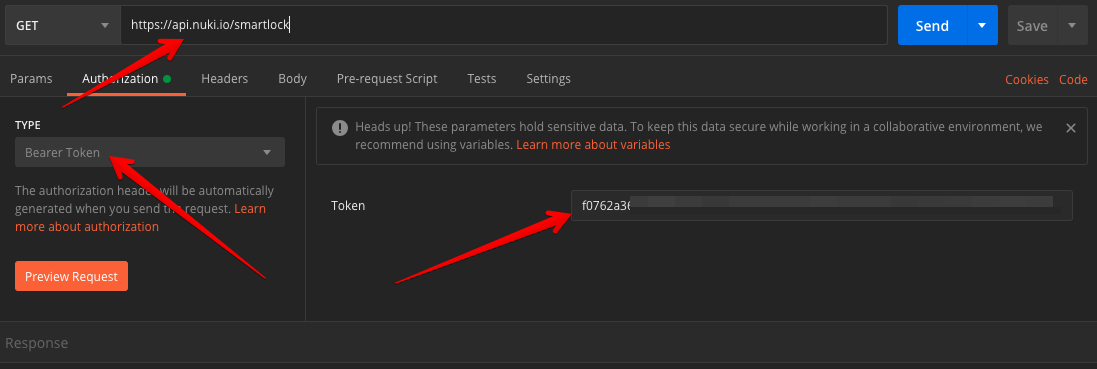 GET
https://api.nuki.io/smartlock
Send
Save
Params
Authorization
Headers
Body
Pre-request Script
Tests
Settings
Cookies
Code
TYPE
Bearer Token
The authorization header will be automatically
generated when you send the request. Learn
more about authorization
Preview Request
Heads up! These parameters hold sensitive data. To keep this data secure while working in a collaborative environment, we
recommend using variables. Learn more about variables
Token
f0762a36
Response